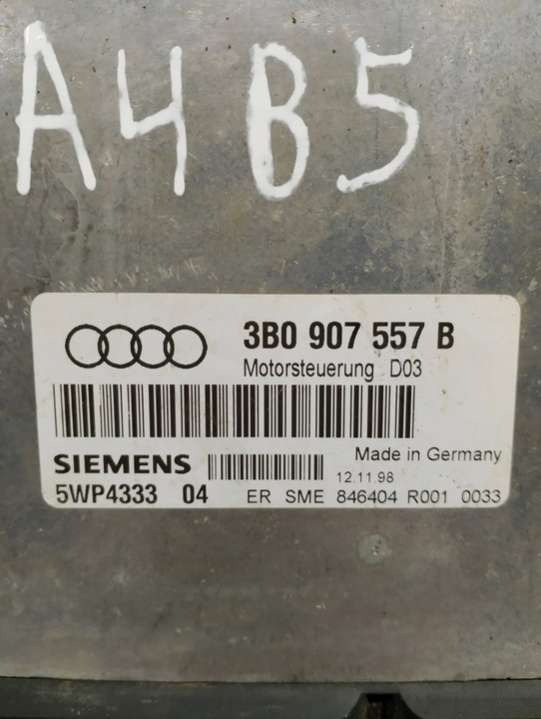 A4B5
3B0 907 557 B
Motorsteuerung D03
Made in Germany
SIEMENS
12.11.98
5WP4333 04 ER SME 846404 R001 0033